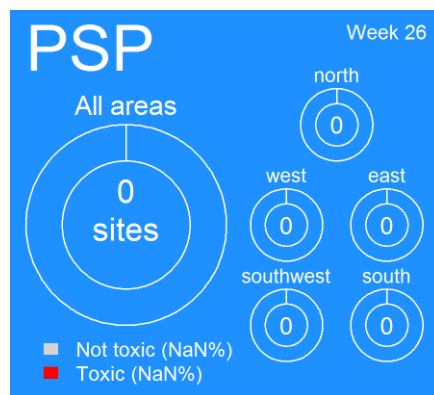 PSP
Week 26
All areas
0
sites
north
0
west
0
east
0
southwest
0
south
0
Not toxic (NaN%)
Toxic (NaN%)